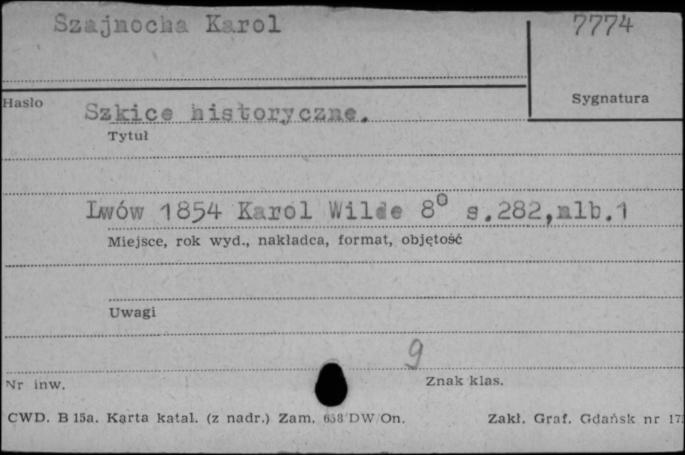 Szajnocha Karol 7774
Hasło Sygnatura
Szkice historyczne.
Tytuł
Lwów 1854 Karol Wilde 8° s.282,nlb.1
Miejsce, rok wyd., nakładca, format, objętość
Uwagi
9
Nr inw. Znak klas.
CWD. B 15a. Karta katal. (z nadr.) Zam. 658/DW/On. Zakł. Graf. Gdańsk nr